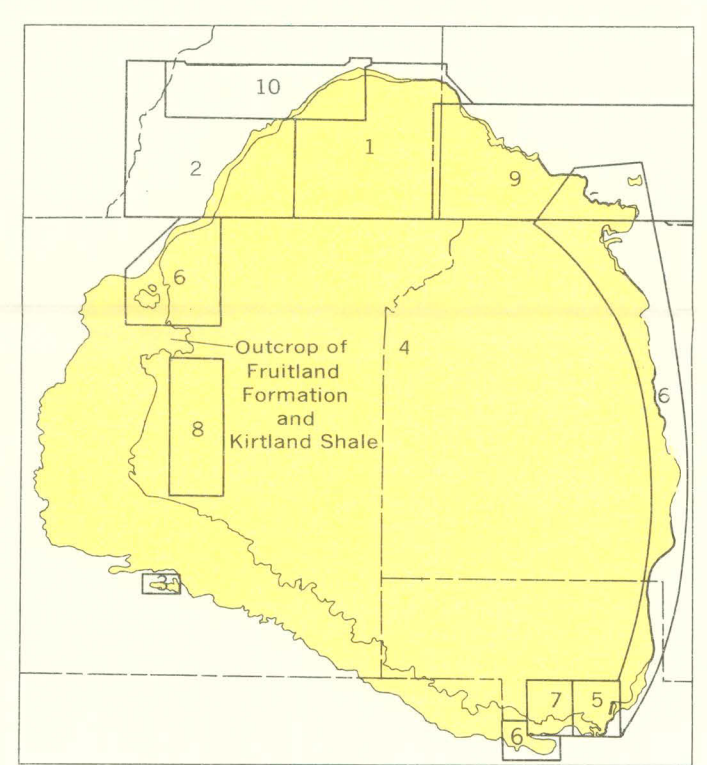 10
1
2
9
6
4
Outcrop of
Fruitland
Formation
and
Kirtland Shale
6
8
3
7
5
6